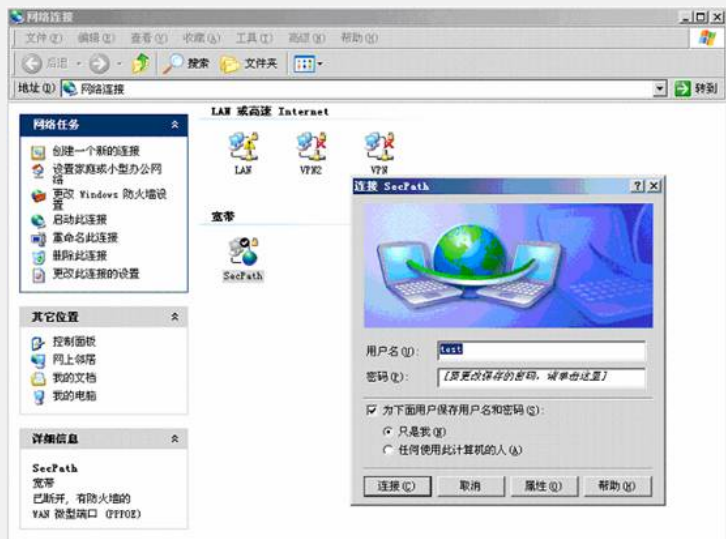 网络连接
文件(F) 编辑(E) 查看(V) 收藏(A) 工具(T) 高级(N) 帮助(H)
后退 搜索 文件夹
地址(D) 网络连接 转到
网络任务
创建一个新的连接
设置家庭或小型办公网络
更改 Windows 防火墙设置
启动此连接
重命名此连接
删除此连接
更改此连接的设置
其它位置
控制面板
网上邻居
我的文档
我的电脑
详细信息
SecPath
宽带
已断开，有防火墙的
WAN 微型端口 (PPPOE)
LAN 或高速 Internet
LAN VPN2 VPN
宽带
SecPath
连接 SecPath
用户名(U): test
密码(P): [要更改保存的密码，请单击这里]
为下面用户保存用户名和密码(S):
只是我(N)
任何使用此计算机的人(A)
连接(C) 取消 属性(O) 帮助(H)